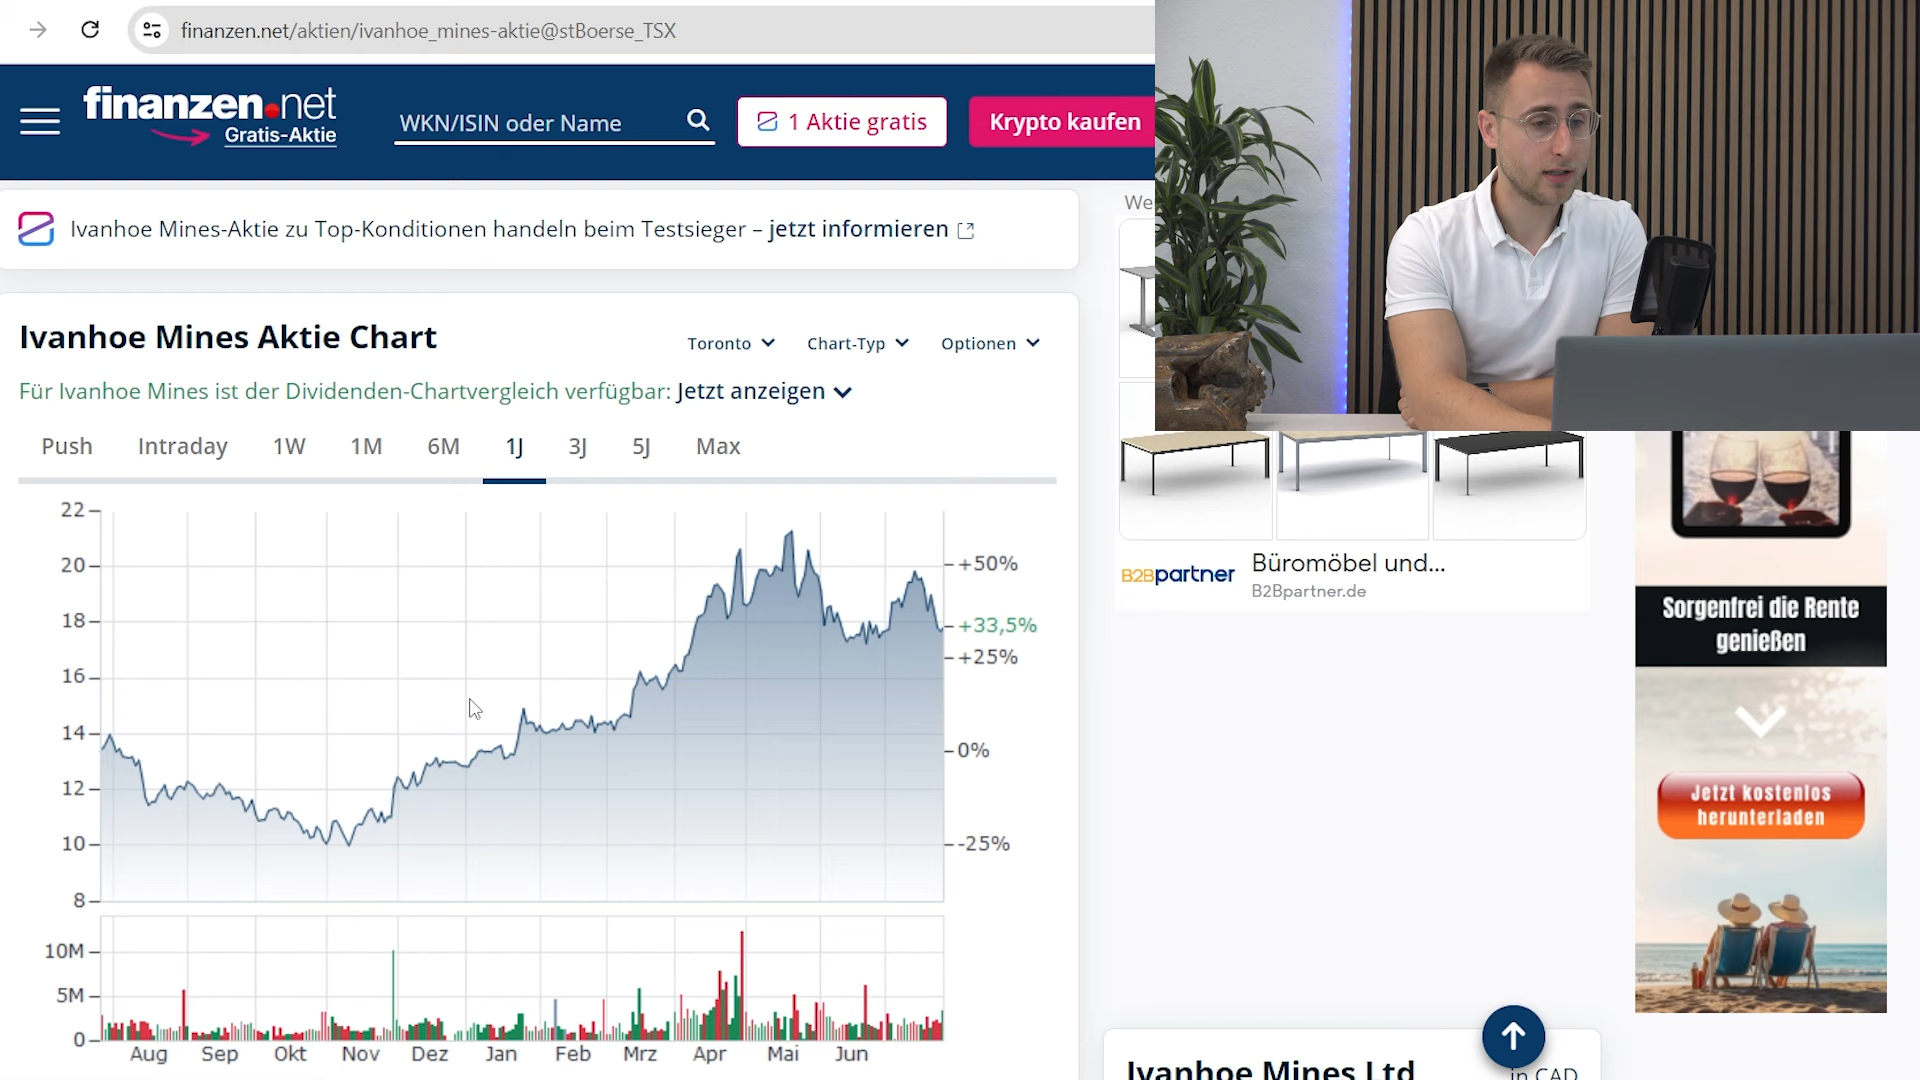 finanzen.net/aktien/ivanhoe_mines-aktie@stBoerse_TSX
finanzen.net
Gratis-Aktie
WKN/ISIN oder Name
1 Aktie gratis
Krypto kaufen
Ivanhoe Mines-Aktie zu Top-Konditionen handeln beim Testsieger – jetzt informieren
We
Ivanhoe Mines Aktie Chart
Toronto
Chart-Typ
Optionen
Für Ivanhoe Mines ist der Dividenden-Chartvergleich verfügbar: Jetzt anzeigen
Push Intraday 1W 1M 6M 1J 3J 5J Max
22
20
18
16
14
12
10
8
+50%
+33,5%
+25%
0%
-25%
10M
5M
0
Aug Sep Okt Nov Dez Jan Feb Mrz Apr Mai Jun
B2Bpartner
Büromöbel und...
B2Bpartner.de
Sorgenfrei die Rente
genießen
Jetzt kostenlos
herunterladen
Ivanhoe Mines Ltd
in CAD